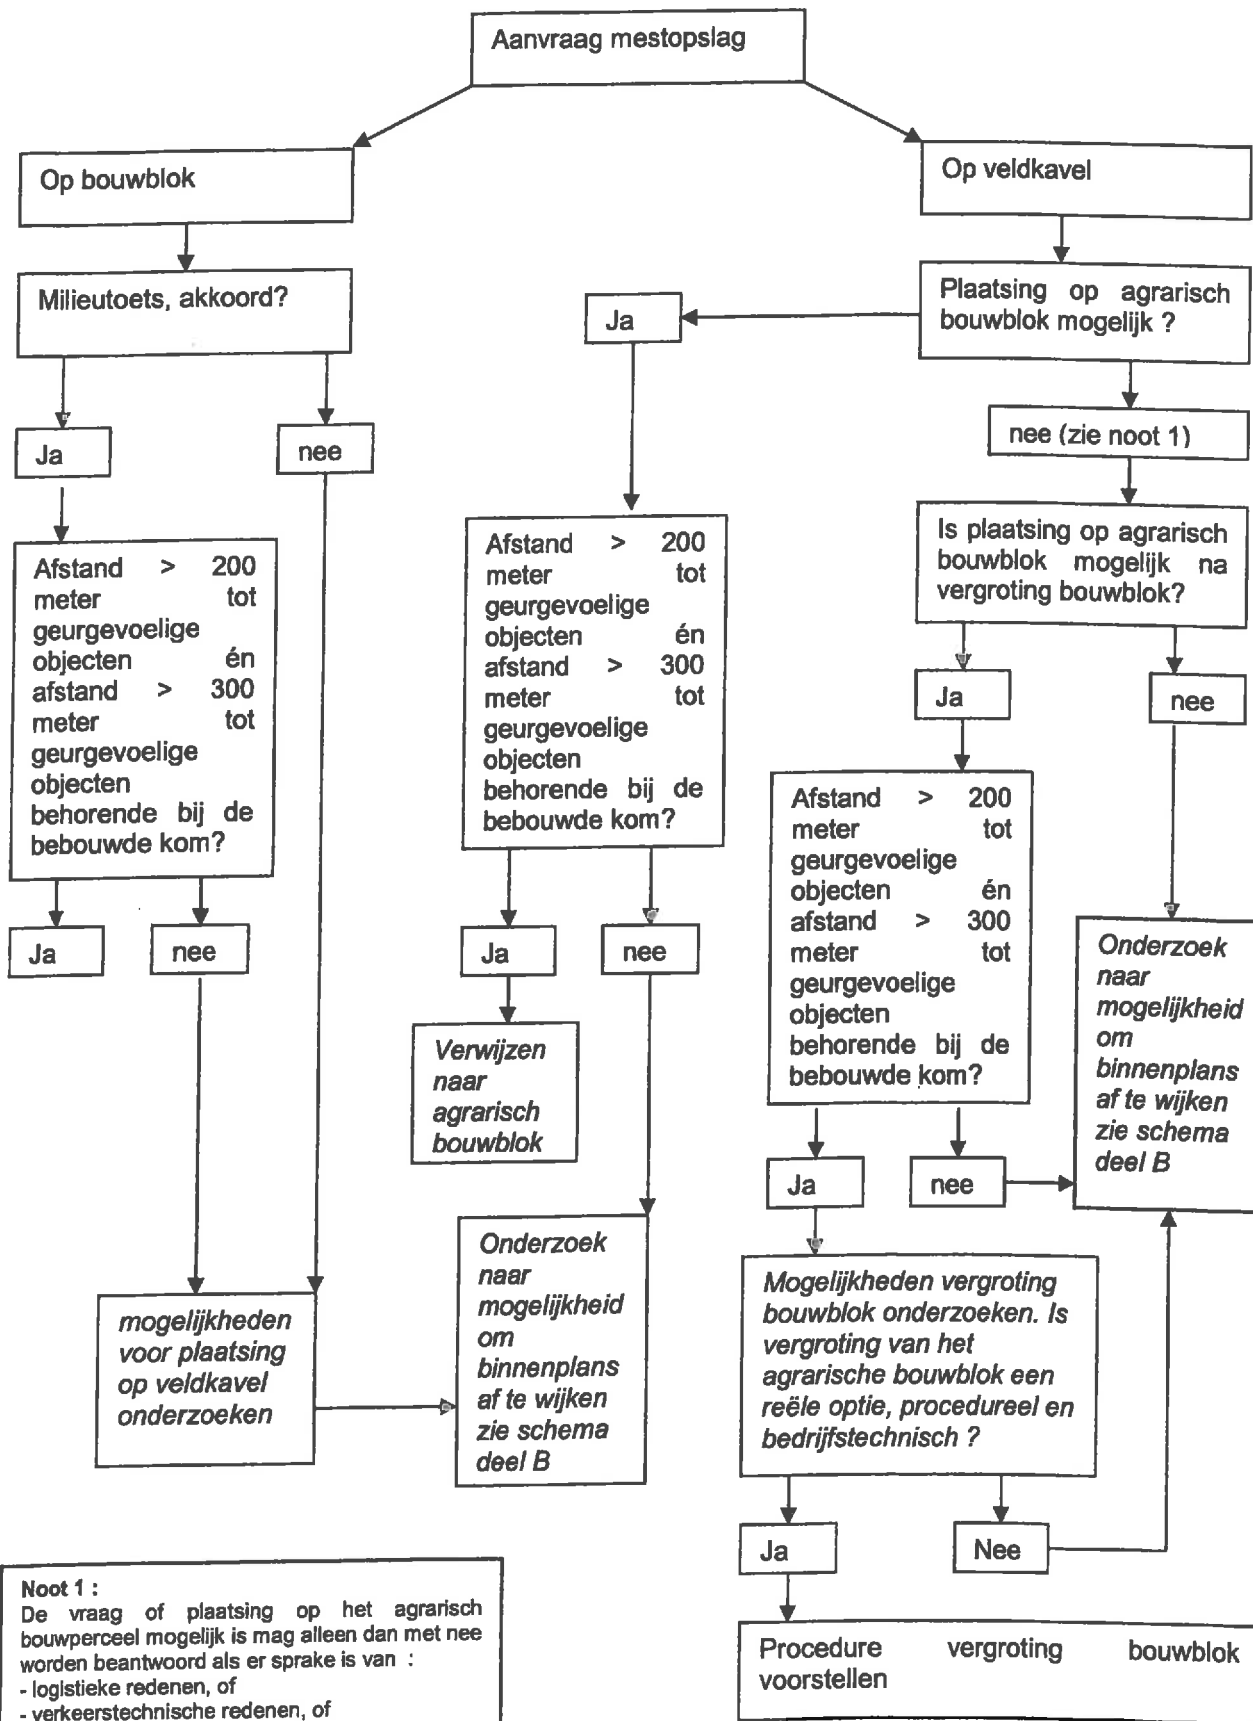 Aanvraag mestopslag
Op bouwblok
Op veldkavel
Milieutoets, akkoord?
Plaatsing op agrarisch
bouwblok mogelijk ?
Ja
nee (zie noot 1)
Ja
nee
Is plaatsing op agrarisch
bouwblok mogelijk na
vergroting bouwblok?
Afstand > 200
meter tot
geurgevoelige
objecten én
afstand > 300
meter tot
geurgevoelige
objecten
behorende bij de
bebouwde kom?
Afstand > 200
meter tot
geurgevoelige
objecten én
afstand > 300
meter tot
geurgevoelige
objecten
behorende bij de
bebouwde kom?
Ja
nee
Afstand > 200
meter tot
geurgevoelige
objecten én
afstand > 300
meter tot
geurgevoelige
objecten
behorende bij de
bebouwde kom?
Ja
nee
Ja
nee
Onderzoek
naar
mogelijkheid
om
binnenplans
af te wijken
zie schema
deel B
Verwijzen
naar
agrarisch
bouwblok
Ja
nee
Onderzoek
naar
mogelijkheid
om
binnenplans
af te wijken
zie schema
deel B
mogelijkheden
voor plaatsing
op veldkavel
onderzoeken
Mogelijkheden vergroting
bouwblok onderzoeken. Is
vergroting van het
agrarische bouwblok een
reële optie, procedureel en
bedrijfstechnisch ?
Ja
Nee
Noot 1 :
De vraag of plaatsing op het agrarisch
bouwperceel mogelijk is mag alleen dan met nee
worden beantwoord als er sprake is van :
- logistieke redenen, of
- verkeerstechnische redenen, of
Procedure vergroting bouwblok
voorstellen